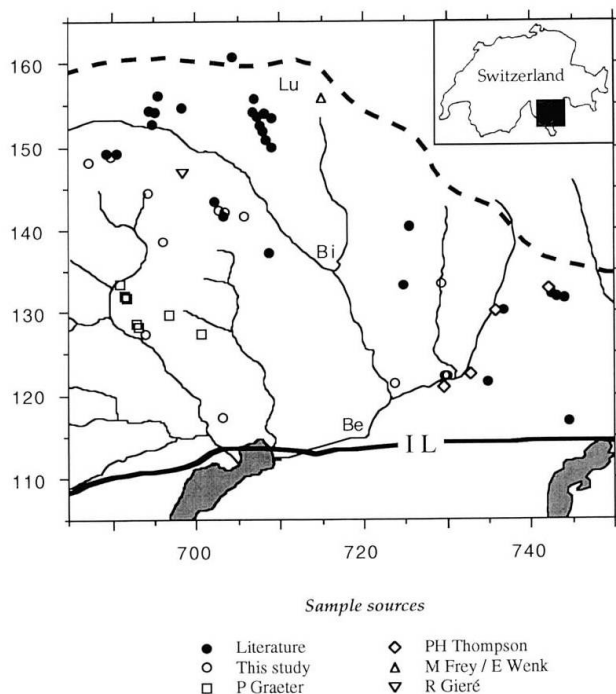 160
150
140
130
120
110
Lu
Switzerland
Bi
Be
IL
700
720
740
Sample sources
● Literature
○ This study
□ P Graeter
◇ PH Thompson
△ M Frey / E Wenk
▽ R Gieré